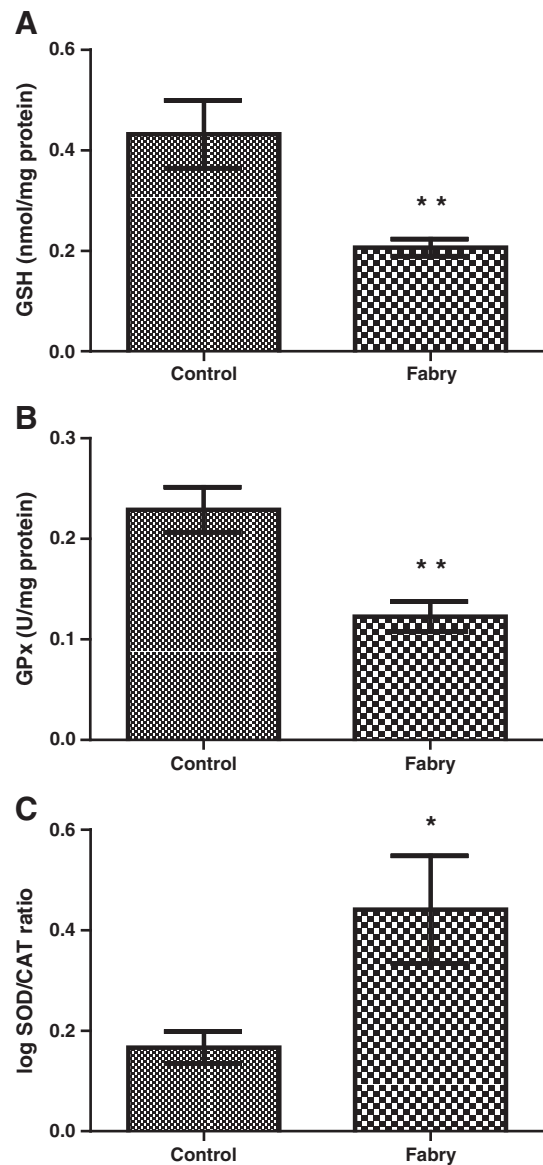 A
GSH (nmol/mg protein)
0.6
0.4
0.2
0.0
* *
Control
Fabry
B
GPx (U/mg protein)
0.3
0.2
0.1
0.0
* *
Control
Fabry
C
log SOD/CAT ratio
0.6
0.4
0.2
0.0
*
Control
Fabry